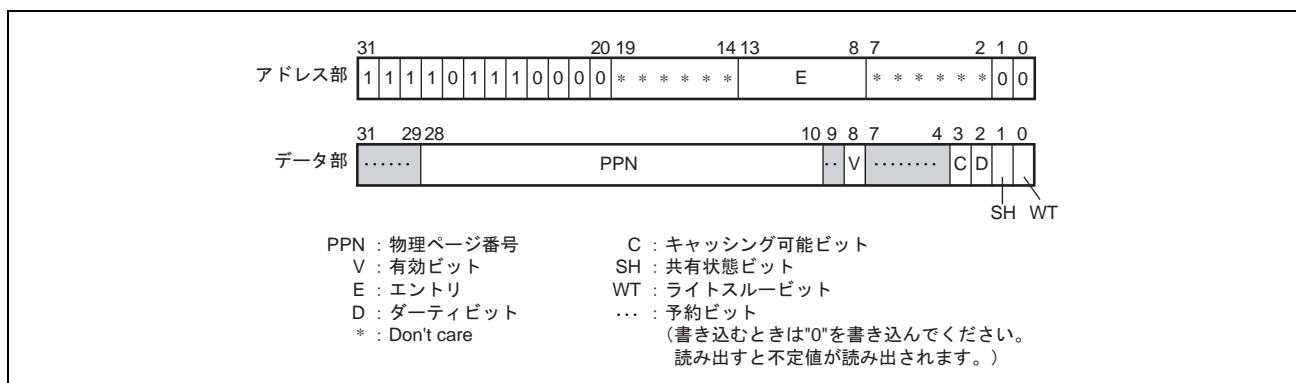 31 20 19 14 13 8 7 2 1 0
アドレス部 1 1 1 1 0 1 1 1 0 0 0 0 * * * * * * E * * * * * * 0 0
31 29 28 10 9 8 7 4 3 2 1 0
データ部 ······ PPN ·· V ········ C D
SH WT
PPN : 物理ページ番号 C : キャッシング可能ビット
V : 有効ビット SH : 共有状態ビット
E : エントリ WT : ライトスルービット
D : ダーティビット ··· : 予約ビット
* : Don't care (書き込むときは"0"を書き込んでください。
読み出すと不定値が読み出されます。)